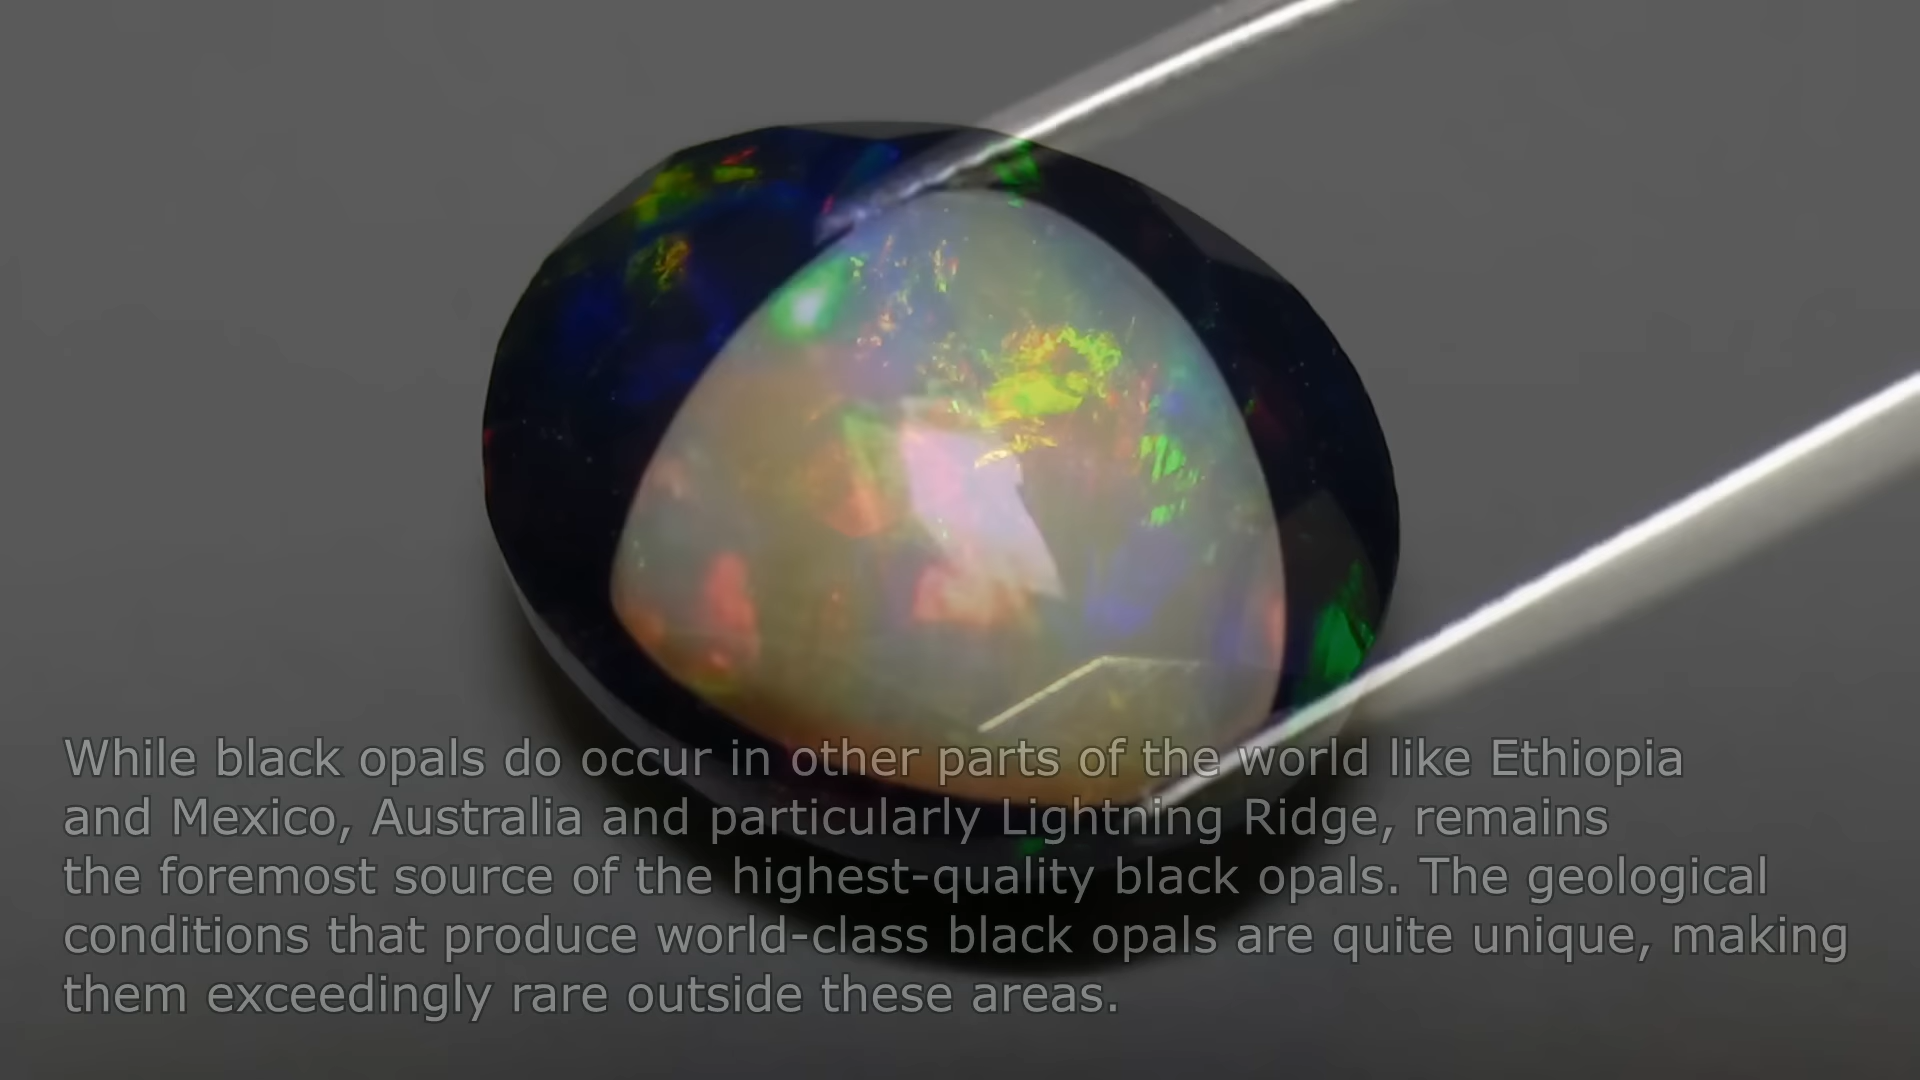 While black opals do occur in other parts of the world like Ethiopia
and Mexico, Australia and particularly Lightning Ridge, remains
the foremost source of the highest-quality black opals. The geological
conditions that produce world-class black opals are quite unique, making
them exceedingly rare outside these areas.